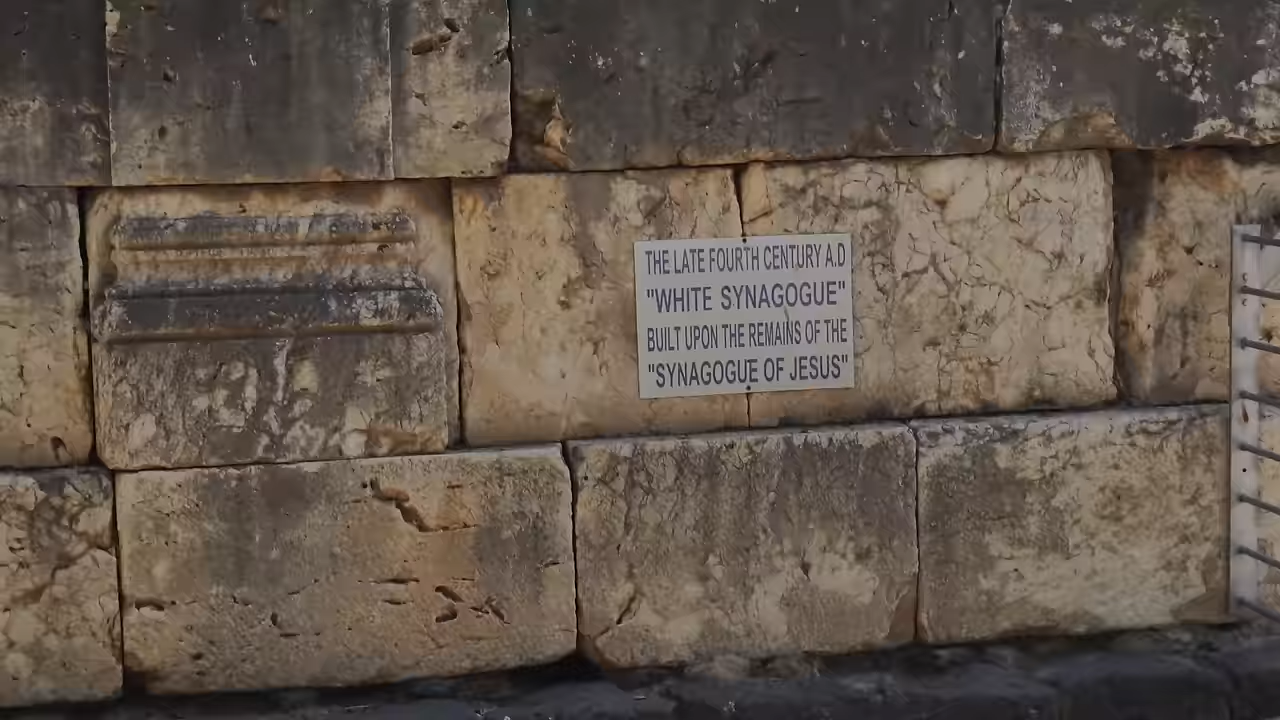 THE LATE FOURTH CENTURY A.D
"WHITE SYNAGOGUE"
BUILT UPON THE REMAINS OF THE
"SYNAGOGUE OF JESUS"